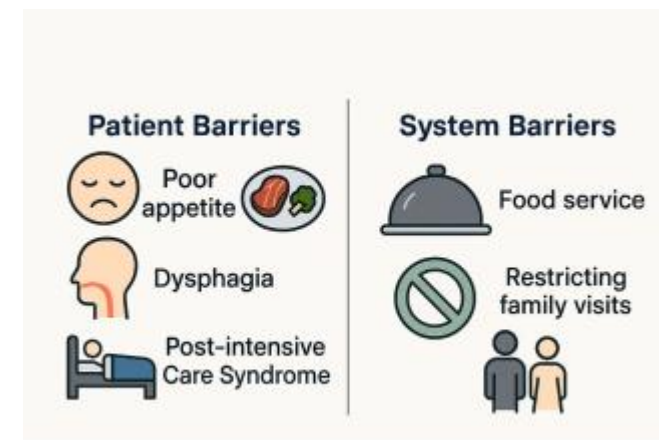 Patient Barriers
Poor
appetite
Dysphagia
Post-intensive
Care Syndrome
System Barriers
Food service
Restricting
family visits